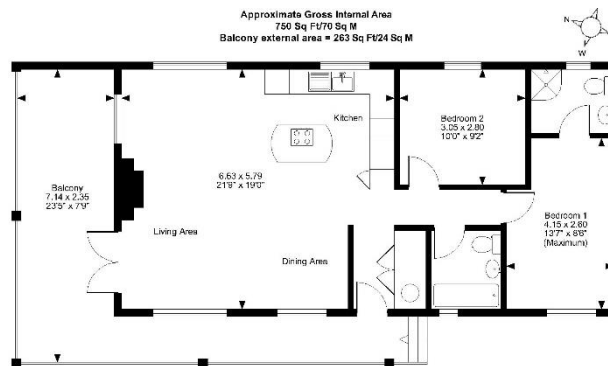 Approximate Gross Internal Area
750 Sq Ft/70 Sq M
Balcony external area = 263 Sq Ft/24 Sq M
N
W
Kitchen
Bedroom 2
3.05 x 2.80
10'0" x 9'2"
6.63 x 5.79
21'9" x 19'0"
Balcony
7.14 x 2.35
23'5" x 7'9"
Bedroom 1
4.15 x 2.60
13'7" x 8'6"
(Maximum)
Living Area
Dining Area